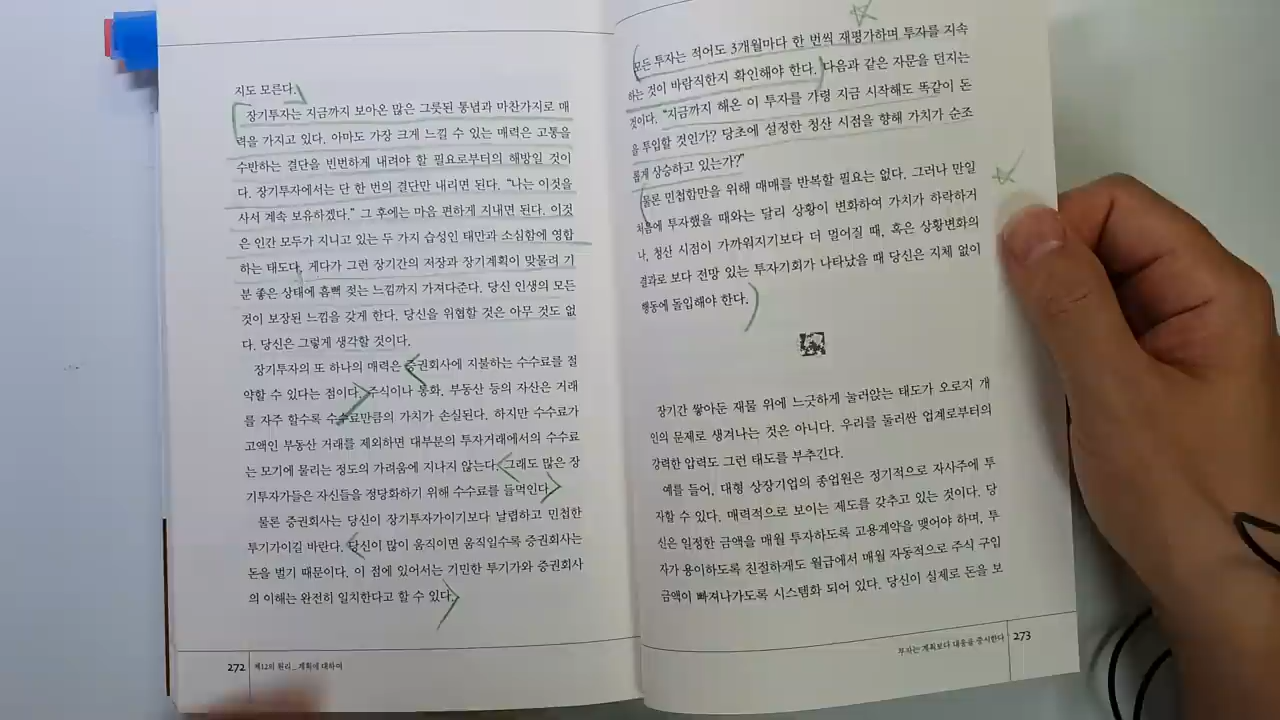 지도 모른다.
장기투자는 지금까지 보아온 많은 그릇된 통념과 마찬가지로 매
력을 가지고 있다. 아마도 가장 크게 느낄 수 있는 매력은 고통을
수반하는 결단을 빈번하게 내려야 할 필요로부터의 해방일 것이
다. 장기투자에서는 단 한 번의 결단만 내리면 된다. “나는 이것을
사서 계속 보유하겠다.” 그 후에는 마음 편하게 지내면 된다. 이것
은 인간 모두가 지니고 있는 두 가지 습성인 태만과 소심함에 영합
하는 태도다. 게다가 그런 장기간의 저장과 장기계획이 맞물려 기
분 좋은 상태에 흠뻑 젖는 느낌까지 가져다준다. 당신 인생의 모든
것이 보장된 느낌을 갖게 한다. 당신을 위협할 것은 아무 것도 없
다. 당신은 그렇게 생각할 것이다.
장기투자의 또 하나의 매력은 증권회사에 지불하는 수수료를 절
약할 수 있다는 점이다. 주식이나 통화, 부동산 등의 자산은 거래
를 자주 할수록 수수료만큼의 가치가 손실된다. 하지만 수수료가
고액인 부동산 거래를 제외하면 대부분의 투자거래에서의 수수료
는 모기에 물리는 정도의 가려움에 지나지 않는다. 그래도 많은 장
기투자가들은 자신들을 정당화하기 위해 수수료를 들먹인다.
물론 증권회사는 당신이 장기투자가이기보다 날렵하고 민첩한
투기가이길 바란다. 당신이 많이 움직이면 움직일수록 증권회사는
돈을 벌기 때문이다. 이 점에 있어서는 기민한 투기가와 증권회사
의 이해는 완전히 일치한다고 할 수 있다.
272 제12의 원리_계획에 대하여
모든 투자는 적어도 3개월마다 한 번씩 재평가하며 투자를 지속
하는 것이 바람직한지 확인해야 한다. 다음과 같은 자문을 던지는
것이다. “지금까지 해온 이 투자를 가령 지금 시작해도 똑같이 돈
을 투입할 것인가? 당초에 설정한 청산 시점을 향해 가치가 순조
롭게 상승하고 있는가?”
물론 민첩함만을 위해 매매를 반복할 필요는 없다. 그러나 만일
처음에 투자했을 때와는 달리 상황이 변화하여 가치가 하락하거
나, 청산 시점이 가까워지기보다 더 멀어질 때, 혹은 상황변화의
결과로 보다 전망 있는 투자기회가 나타났을 때 당신은 지체 없이
행동에 돌입해야 한다.
장기간 쌓아둔 재물 위에 느긋하게 눌러앉는 태도가 오로지 개
인의 문제로 생겨나는 것은 아니다. 우리를 둘러싼 업계로부터의
강력한 압력도 그런 태도를 부추긴다.
예를 들어, 대형 상장기업의 종업원은 정기적으로 자사주에 투
자할 수 있다. 매력적으로 보이는 제도를 갖추고 있는 것이다. 당
신은 일정한 금액을 매월 투자하도록 고용계약을 맺어야 하며, 투
자가 용이하도록 친절하게도 월급에서 매월 자동적으로 주식 구입
금액이 빠져나가도록 시스템화 되어 있다. 당신이 실제로 돈을 보
투자는 계획보다 대응을 중시한다 273